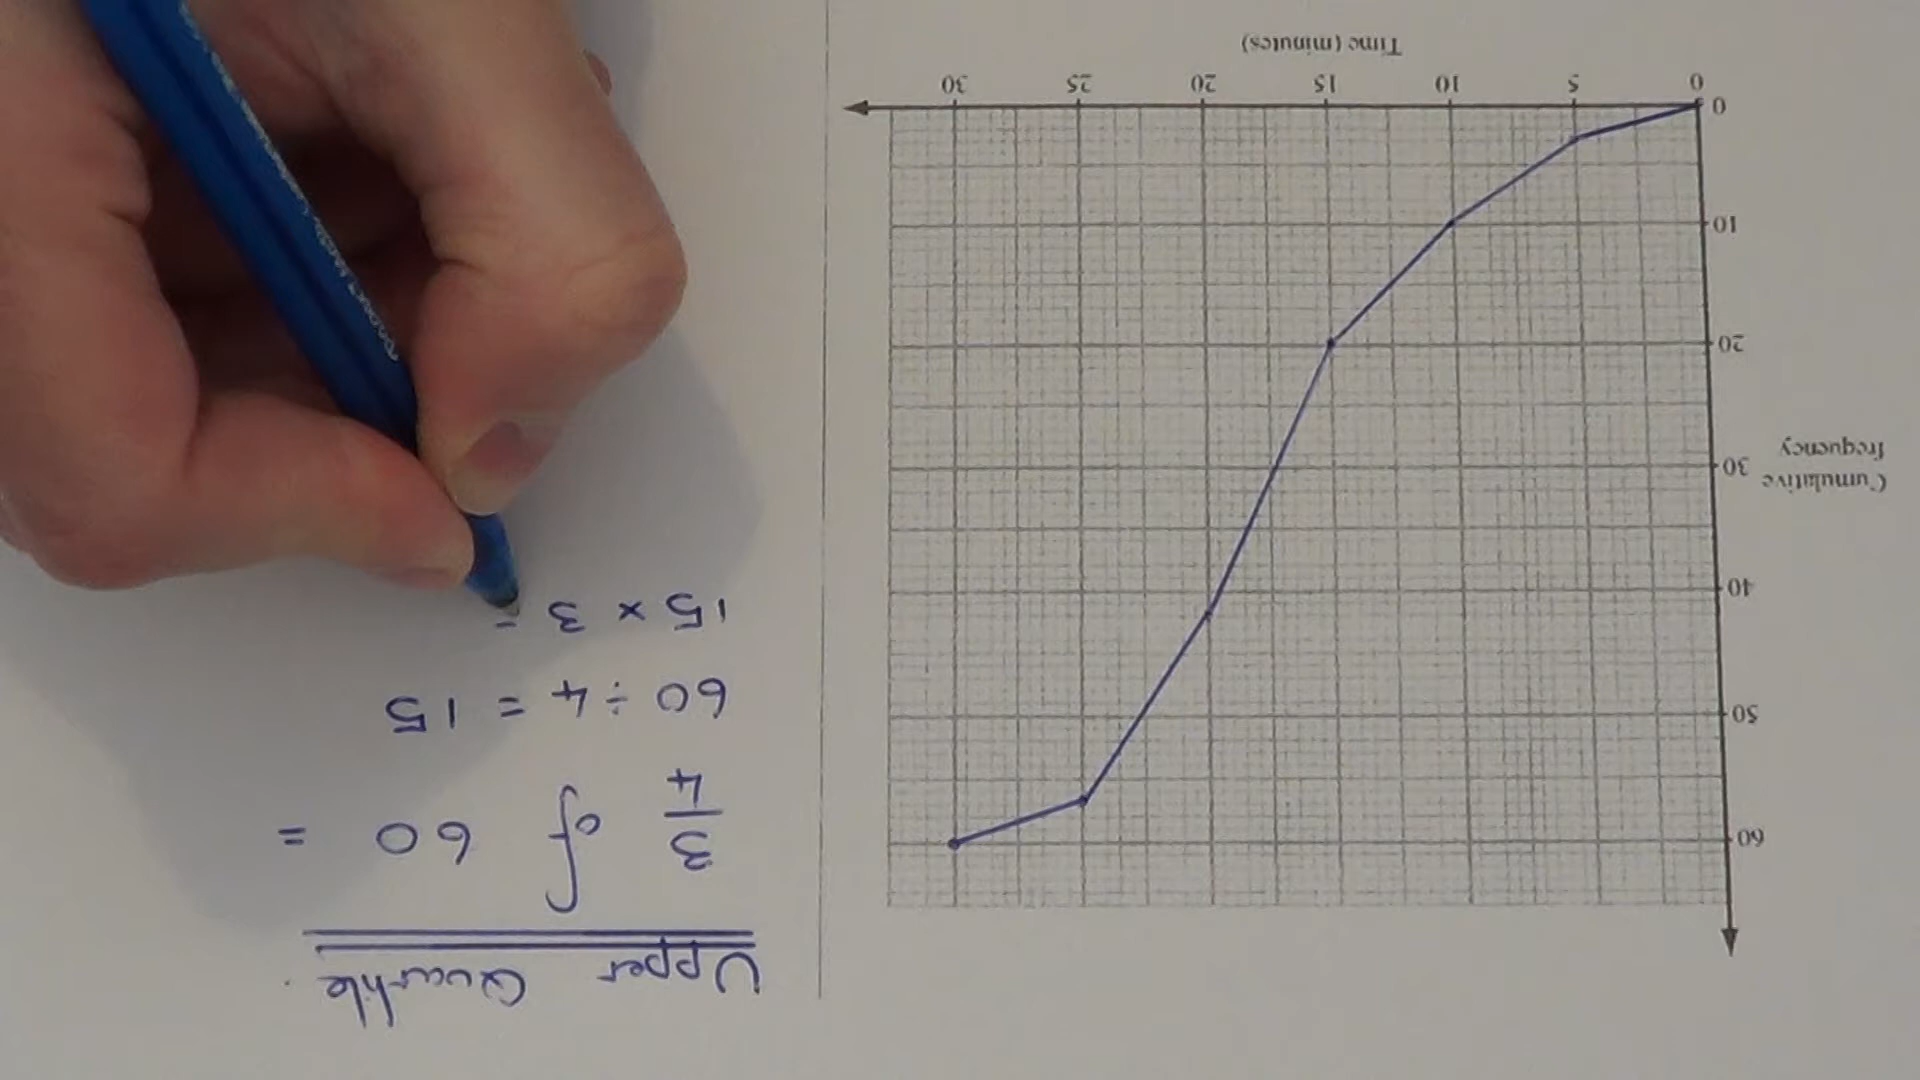 Upper Quartile.
3/4 of 60 =
60 ÷ 4 = 15
15 × 3 =
Cumulative
frequency
60
50
40
30
20
10
0
0 5 10 15 20 25 30
Time (minutes)